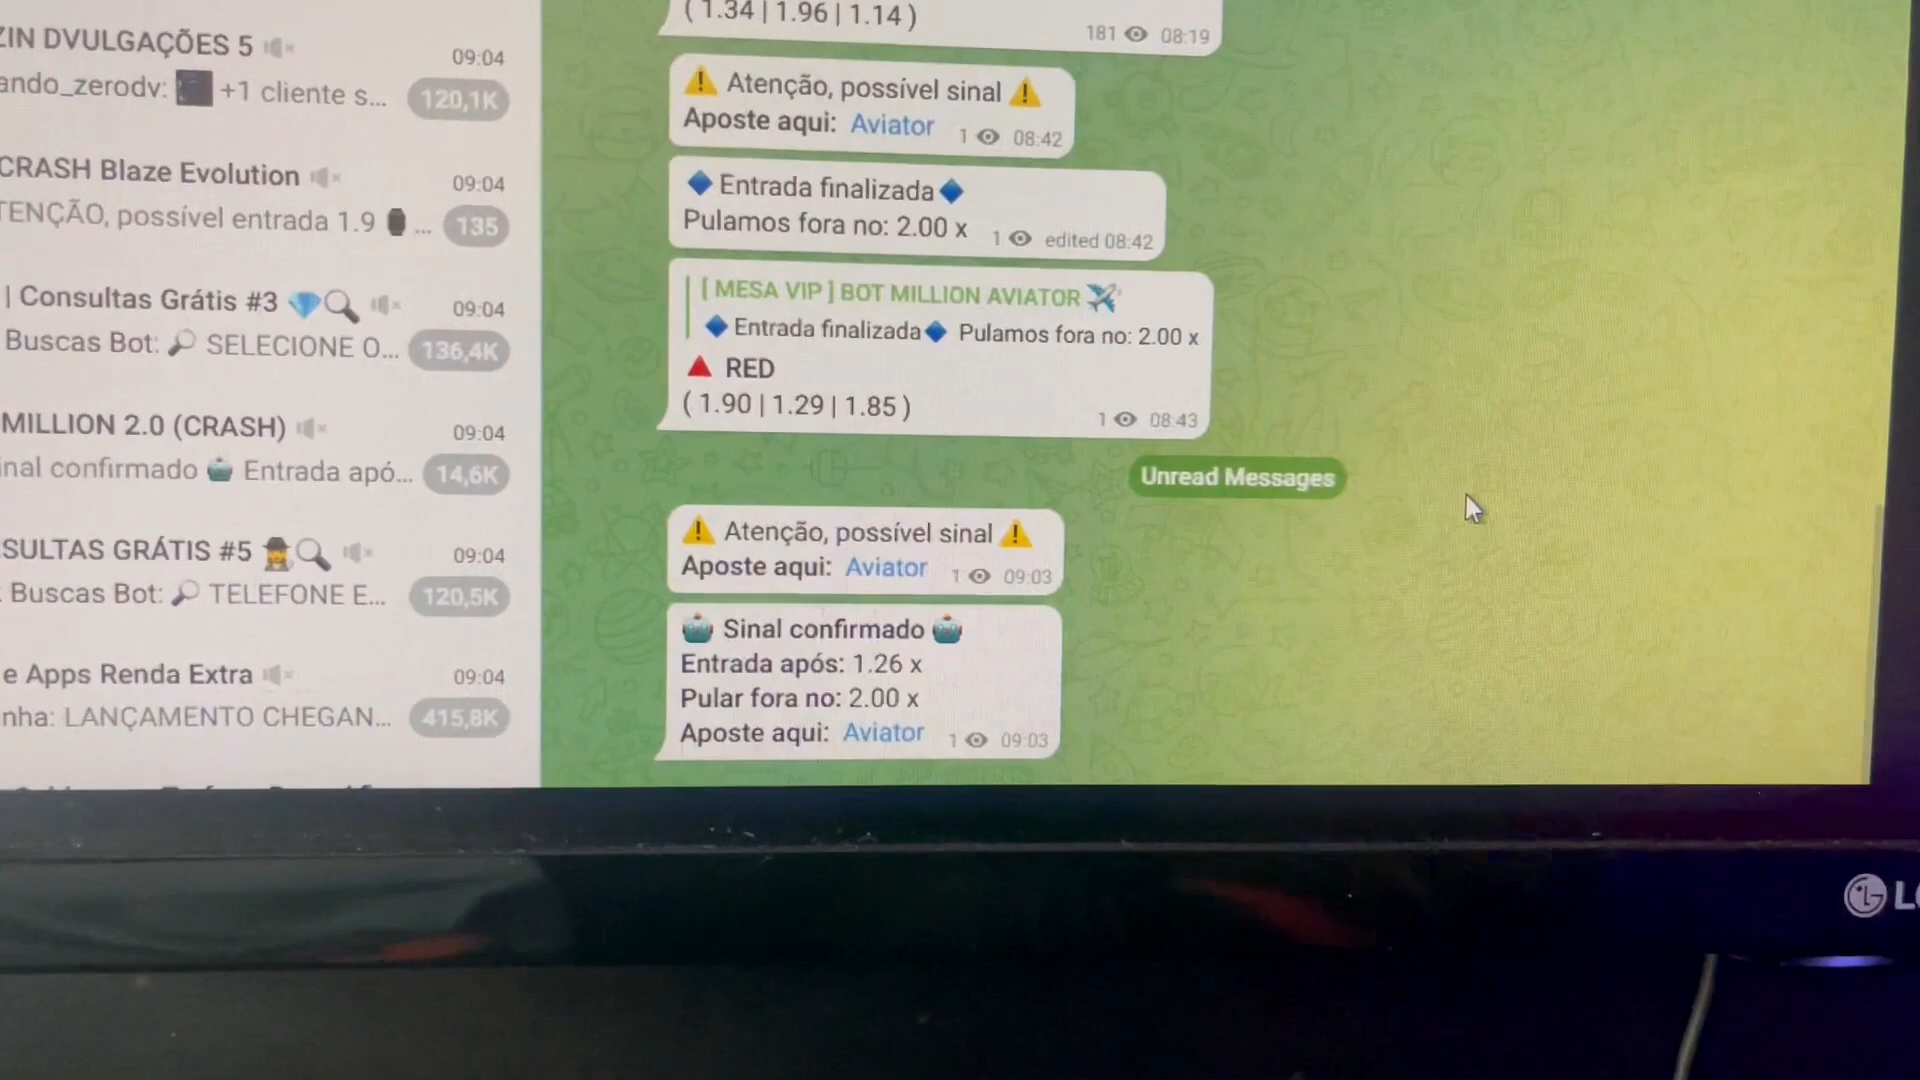 ZIN DVULGAÇÕES 5
09:04
ando_zerodv: +1 cliente s...
120,1K
CRASH Blaze Evolution
09:04
TENÇÃO, possível entrada 1.9 ...
135
| Consultas Grátis #3
09:04
Buscas Bot: SELECIONE O...
136,4K
MILLION 2.0 (CRASH)
09:04
inal confirmado Entrada apó...
14,6K
SULTAS GRÁTIS #5
09:04
Buscas Bot: TELEFONE E...
120,5K
e Apps Renda Extra
09:04
nha: LANÇAMENTO CHEGAN...
415,8K
( 1.34 | 1.96 | 1.14 )
181 08:19
⚠️ Atenção, possível sinal ⚠️
Aposte aqui: Aviator
1 08:42
🔷 Entrada finalizada 🔷
Pulamos fora no: 2.00 x
1 edited 08:42
[ MESA VIP ] BOT MILLION AVIATOR ✈️
🔷 Entrada finalizada 🔷 Pulamos fora no: 2.00 x
🔺 RED
( 1.90 | 1.29 | 1.85 )
1 08:43
Unread Messages
⚠️ Atenção, possível sinal ⚠️
Aposte aqui: Aviator
1 09:03
🤖 Sinal confirmado 🤖
Entrada após: 1.26 x
Pular fora no: 2.00 x
Aposte aqui: Aviator
1 09:03
LG